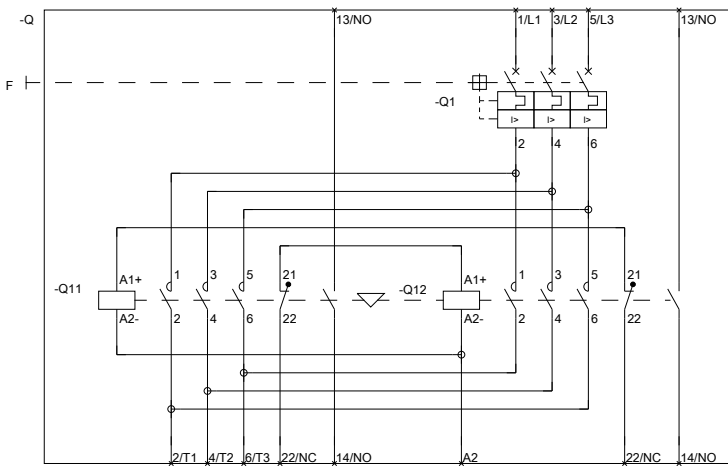 -Q 13/NO 1/L1 3/L2 5/L3 13/NO
F
-Q1
I> I> I>
2 4 6
A1+ 1 3 5 21 A1+ 1 3 5 21
-Q11 -Q12
A2- 2 4 6 22 A2- 2 4 6 22
2/T1 4/T2 6/T3 22/NC 14/NO A2 22/NC 14/NO